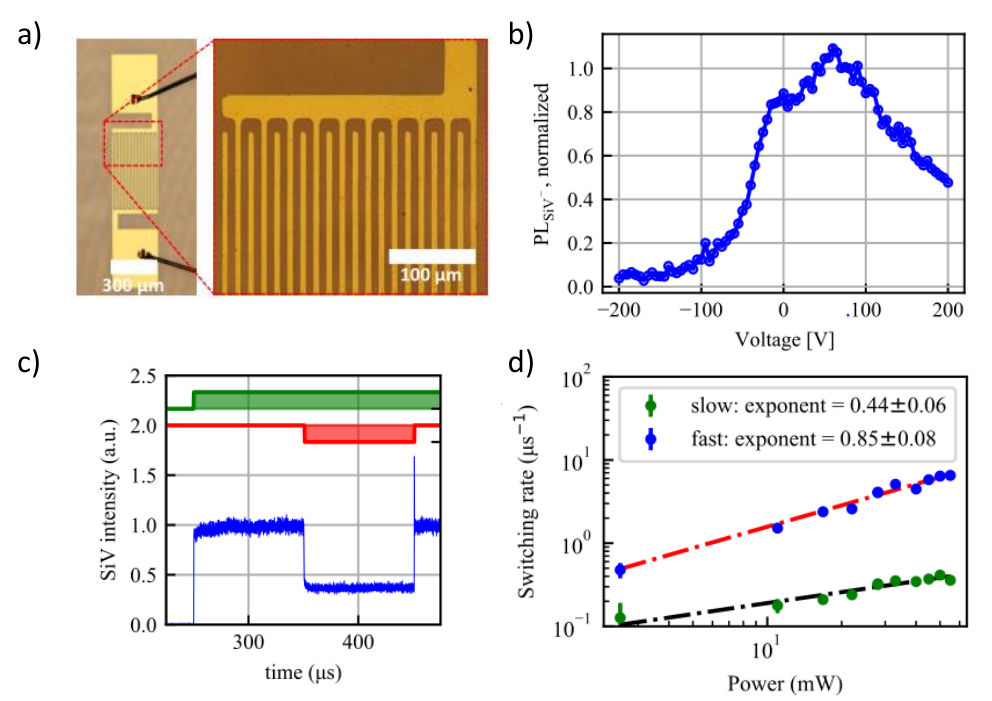 a)
300 μm
100 μm
b)
PL SiV⁻, normalized
1.0
0.8
0.6
0.4
0.2
0.0
−200
−100
0
100
200
Voltage [V]
c)
SiV intensity (a.u.)
2.5
2.0
1.5
1.0
0.5
0.0
300
400
time (μs)
d)
Switching rate (μs⁻¹)
10²
10¹
10⁰
10⁻¹
slow: exponent = 0.44±0.06
fast: exponent = 0.85±0.08
10¹
Power (mW)